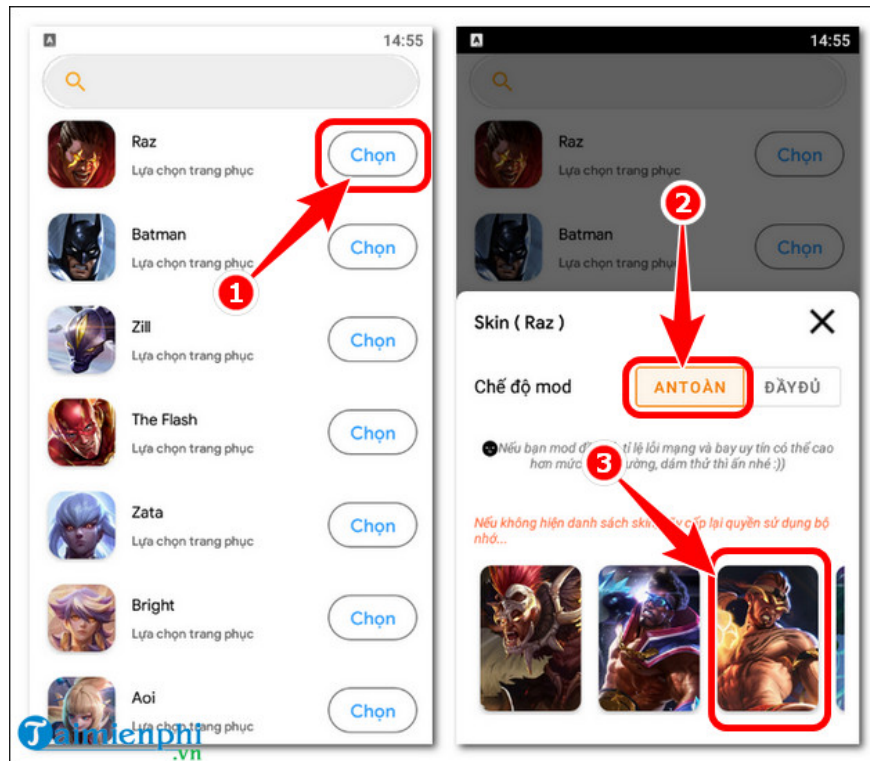 14:55
Raz
Lựa chọn trang phục
Chọn
Batman
Lựa chọn trang phục
Chọn
1
Zill
Lựa chọn trang phục
Chọn
The Flash
Lựa chọn trang phục
Chọn
Zata
Lựa chọn trang phục
Chọn
Bright
Lựa chọn trang phục
Chọn
Aoi
Lựa chọn trang phục
Chọn
Taimienphi
.vn
14:55
Raz
Lựa chọn trang phục
Chọn
2
Batman
Lựa chọn trang phục
Chọn
Skin ( Raz )
Chế độ mod
ANTOÀN
ĐẦYĐỦ
Nếu bạn mod tỉ lệ lỗi mạng và bay uy tín có thể cao
hơn mức ường, dám thử thì ấn nhé :))
3
Nếu không hiện danh sách skin cấp lại quyền sử dụng bộ
nhớ...